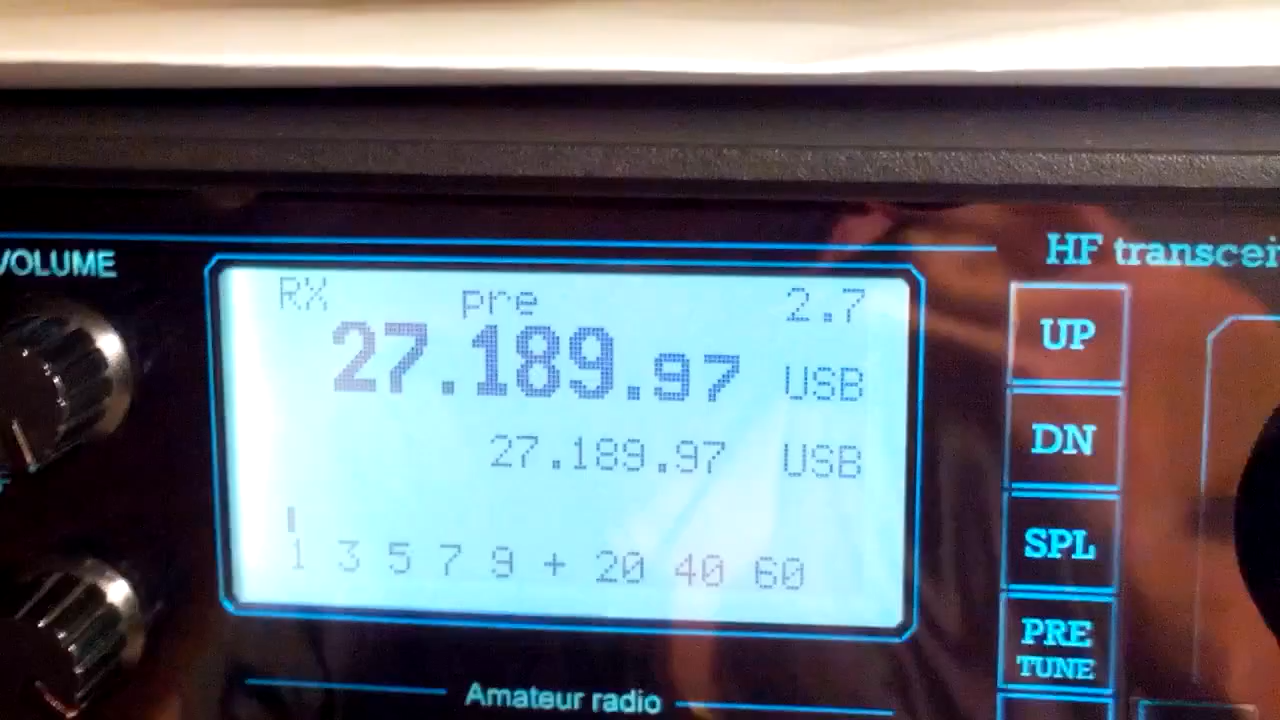 VOLUME
HF transcei
RX pre 2.7
27.189.97 USB
27.189.97 USB
1 3 5 7 9 + 20 40 60
UP
DN
SPL
PRE
TUNE
Amateur radio